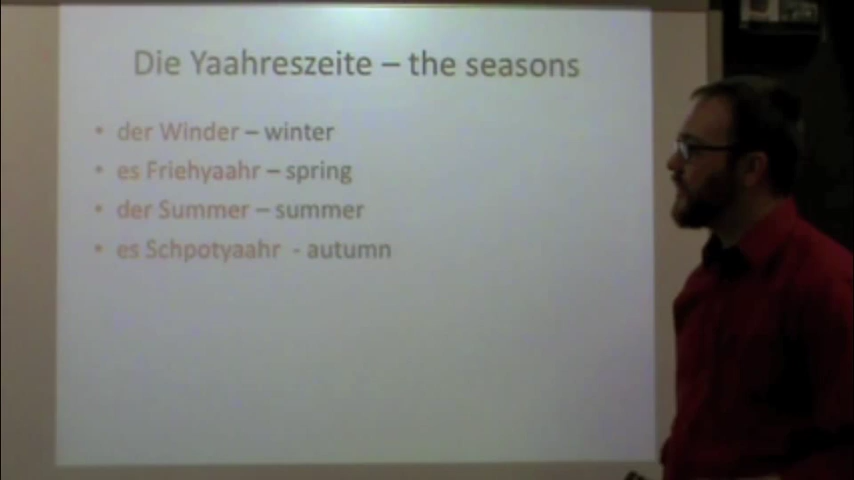 Die Yaahreszeite – the seasons
• der Winder – winter
• es Friehyaahr – spring
• der Summer – summer
• es Schpotyaahr - autumn